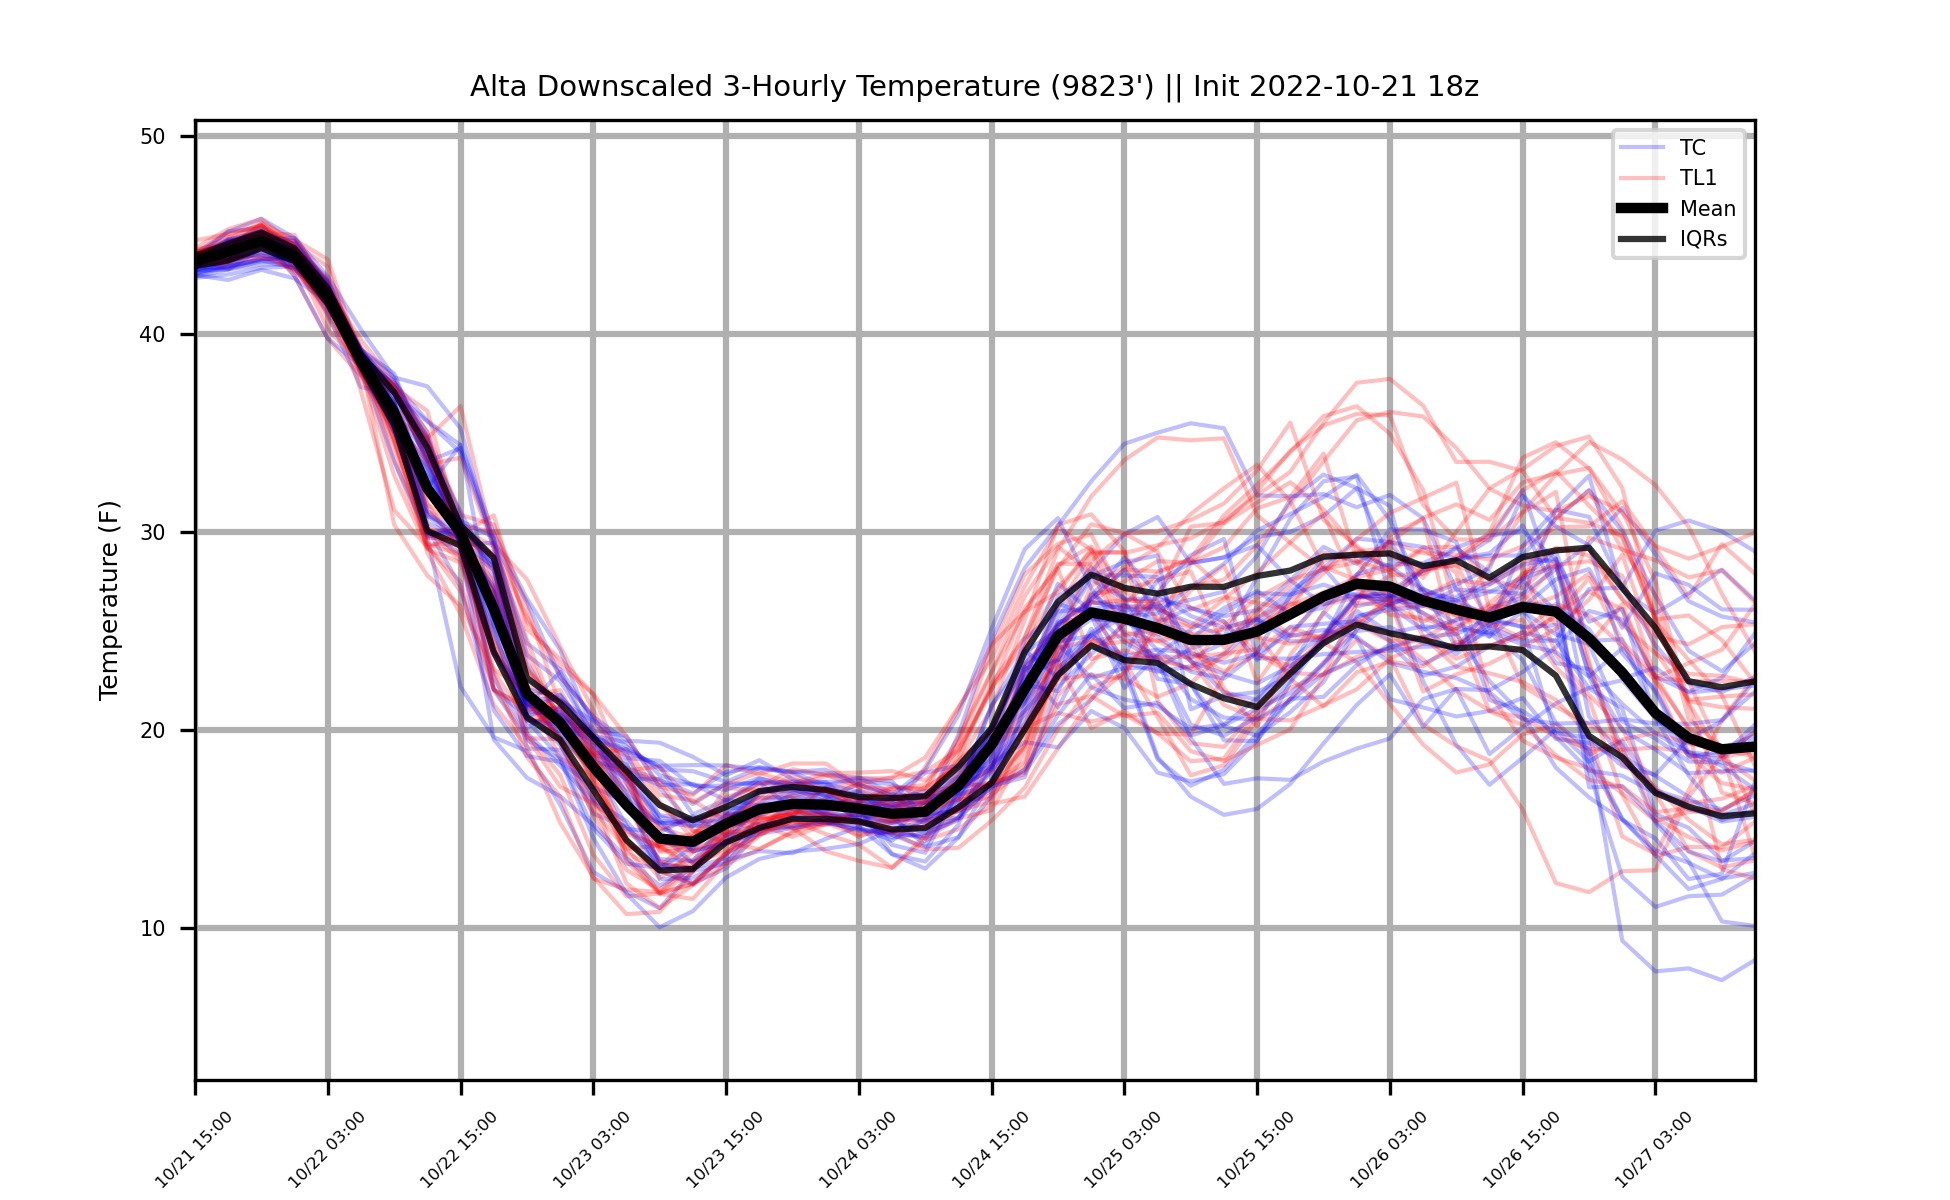 Alta Downscaled 3-Hourly Temperature (9823') || Init 2022-10-21 18z
TC
TL1
Mean
IQRs
Temperature (F)
50
40
30
20
10
10/21 15:00
10/22 03:00
10/22 15:00
10/23 03:00
10/23 15:00
10/24 03:00
10/24 15:00
10/25 03:00
10/25 15:00
10/26 03:00
10/26 15:00
10/27 03:00